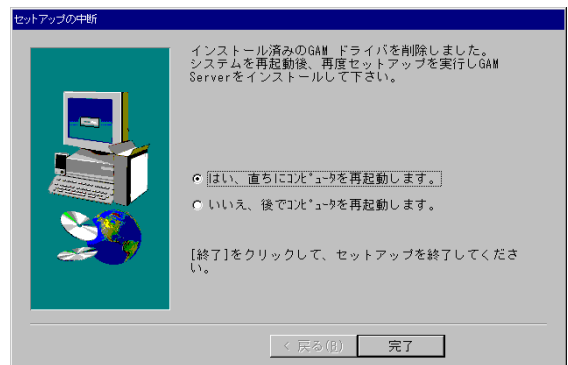 セットアップの中断
インストール済みのGAM ドライバを削除しました。
システムを再起動後、再度セットアップを実行しGAM
Serverをインストールして下さい。
はい、直ちにｺﾝﾋﾟｭｰﾀを再起動します。
いいえ、後でｺﾝﾋﾟｭｰﾀを再起動します。
[終了]をクリックして、セットアップを終了してくださ
い。
< 戻る(B)
完了